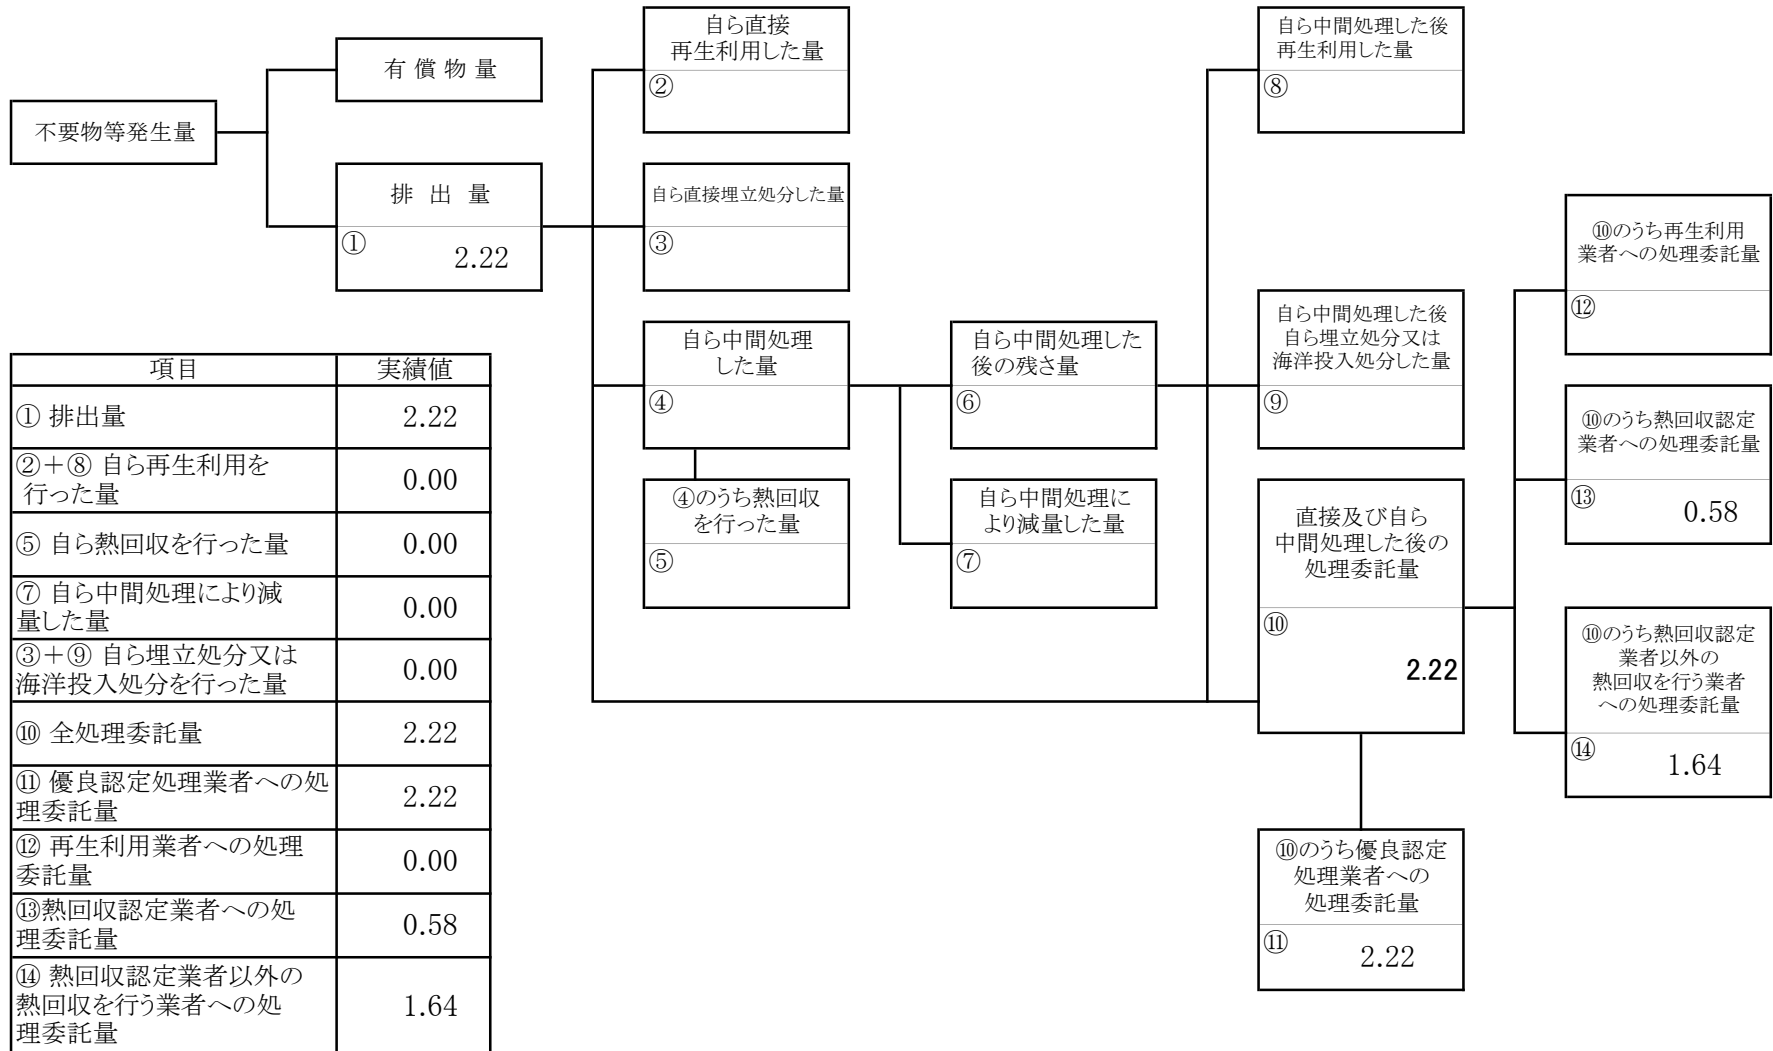 不要物等発生量
有 償 物 量
排 出 量
①
2.22
自ら直接
再生利用した量
②
自ら直接埋立処分した量
③
自ら中間処理
した量
④
④のうち熱回収
を行った量
⑤
自ら中間処理した
後の残さ量
⑥
自ら中間処理に
より減量した量
⑦
自ら中間処理した後
再生利用した量
⑧
自ら中間処理した後
自ら埋立処分又は
海洋投入処分した量
⑨
直接及び自ら
中間処理した後の
処理委託量
⑩
2.22
⑩のうち優良認定
処理業者への
処理委託量
⑪
2.22
⑩のうち再生利用
業者への処理委託量
⑫
⑩のうち熱回収認定
業者への処理委託量
⑬
0.58
⑩のうち熱回収認定
業者以外の
熱回収を行う業者
への処理委託量
⑭
1.64
項目 実績値
① 排出量 2.22
②+⑧ 自ら再生利用を
行った量 0.00
⑤ 自ら熱回収を行った量 0.00
⑦ 自ら中間処理により減
量した量 0.00
③+⑨ 自ら埋立処分又は
海洋投入処分を行った量 0.00
⑩ 全処理委託量 2.22
⑪ 優良認定処理業者への処
理委託量 2.22
⑫ 再生利用業者への処理
委託量 0.00
⑬熱回収認定業者への処
理委託量 0.58
⑭ 熱回収認定業者以外の
熱回収を行う業者への処
理委託量 1.64